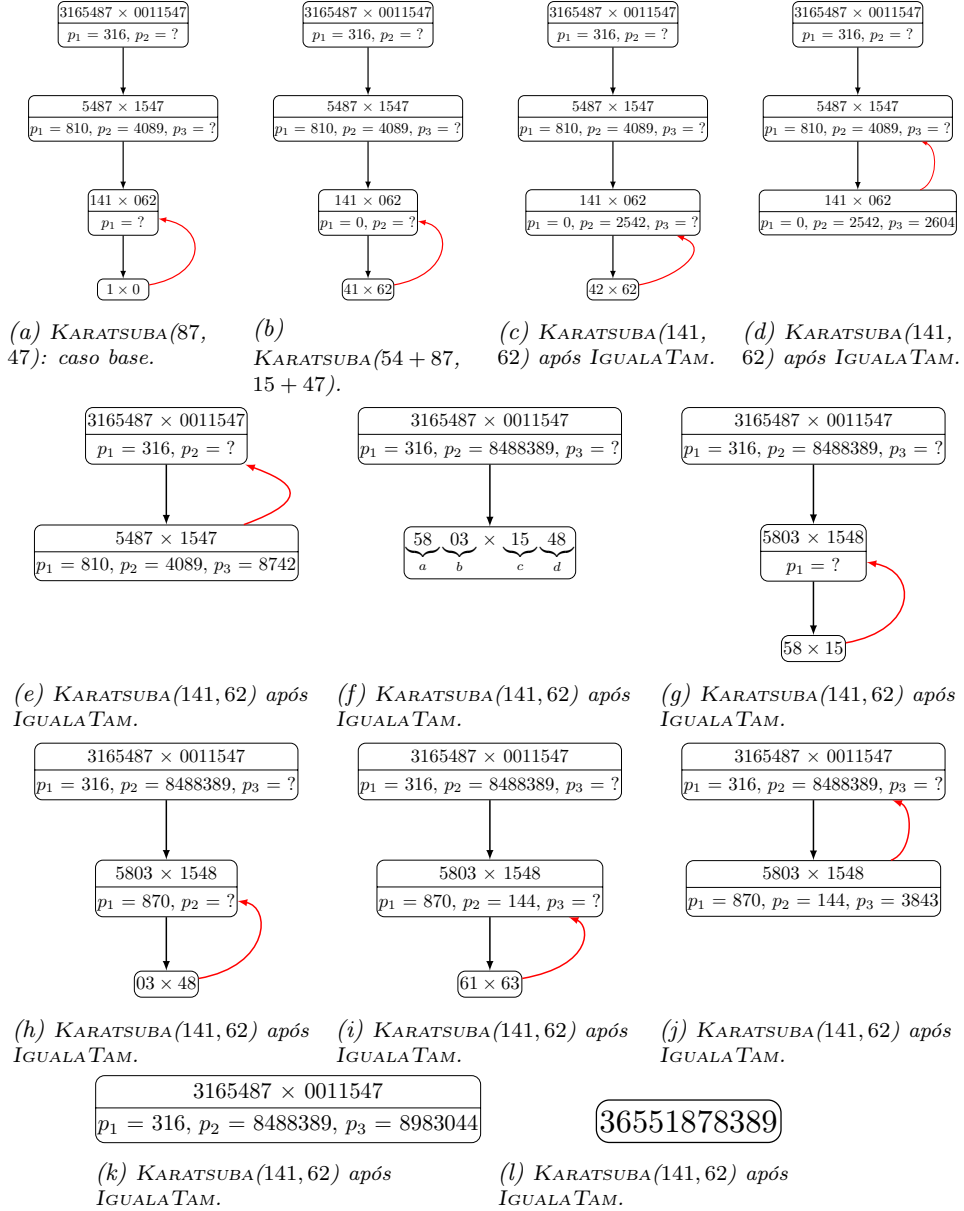 3165487 × 0011547
p₁ = 316, p₂ = ?
5487 × 1547
p₁ = 810, p₂ = 4089, p₃ = ?
141 × 062
p₁ = ?
1 × 0
(a) KARATSUBA(87,
47): caso base.
3165487 × 0011547
p₁ = 316, p₂ = ?
5487 × 1547
p₁ = 810, p₂ = 4089, p₃ = ?
141 × 062
p₁ = 0, p₂ = ?
41 × 62
(b)
KARATSUBA(54 + 87,
15 + 47).
3165487 × 0011547
p₁ = 316, p₂ = ?
5487 × 1547
p₁ = 810, p₂ = 4089, p₃ = ?
141 × 062
p₁ = 0, p₂ = 2542, p₃ = ?
42 × 62
(c) KARATSUBA(141,
62) após IGUALATAM.
3165487 × 0011547
p₁ = 316, p₂ = ?
5487 × 1547
p₁ = 810, p₂ = 4089, p₃ = ?
141 × 062
p₁ = 0, p₂ = 2542, p₃ = 2604
(d) KARATSUBA(141,
62) após IGUALATAM.
3165487 × 0011547
p₁ = 316, p₂ = ?
5487 × 1547
p₁ = 810, p₂ = 4089, p₃ = 8742
(e) KARATSUBA(141, 62) após
IGUALATAM.
3165487 × 0011547
p₁ = 316, p₂ = 8488389, p₃ = ?
58 03 × 15 48
a b c d
(f) KARATSUBA(141, 62) após
IGUALATAM.
3165487 × 0011547
p₁ = 316, p₂ = 8488389, p₃ = ?
5803 × 1548
p₁ = ?
58 × 15
(g) KARATSUBA(141, 62) após
IGUALATAM.
3165487 × 0011547
p₁ = 316, p₂ = 8488389, p₃ = ?
5803 × 1548
p₁ = 870, p₂ = ?
03 × 48
(h) KARATSUBA(141, 62) após
IGUALATAM.
3165487 × 0011547
p₁ = 316, p₂ = 8488389, p₃ = ?
5803 × 1548
p₁ = 870, p₂ = 144, p₃ = ?
61 × 63
(i) KARATSUBA(141, 62) após
IGUALATAM.
3165487 × 0011547
p₁ = 316, p₂ = 8488389, p₃ = ?
5803 × 1548
p₁ = 870, p₂ = 144, p₃ = 3843
(j) KARATSUBA(141, 62) após
IGUALATAM.
3165487 × 0011547
p₁ = 316, p₂ = 8488389, p₃ = 8983044
(k) KARATSUBA(141, 62) após
IGUALATAM.
36551878389
(l) KARATSUBA(141, 62) após
IGUALATAM.